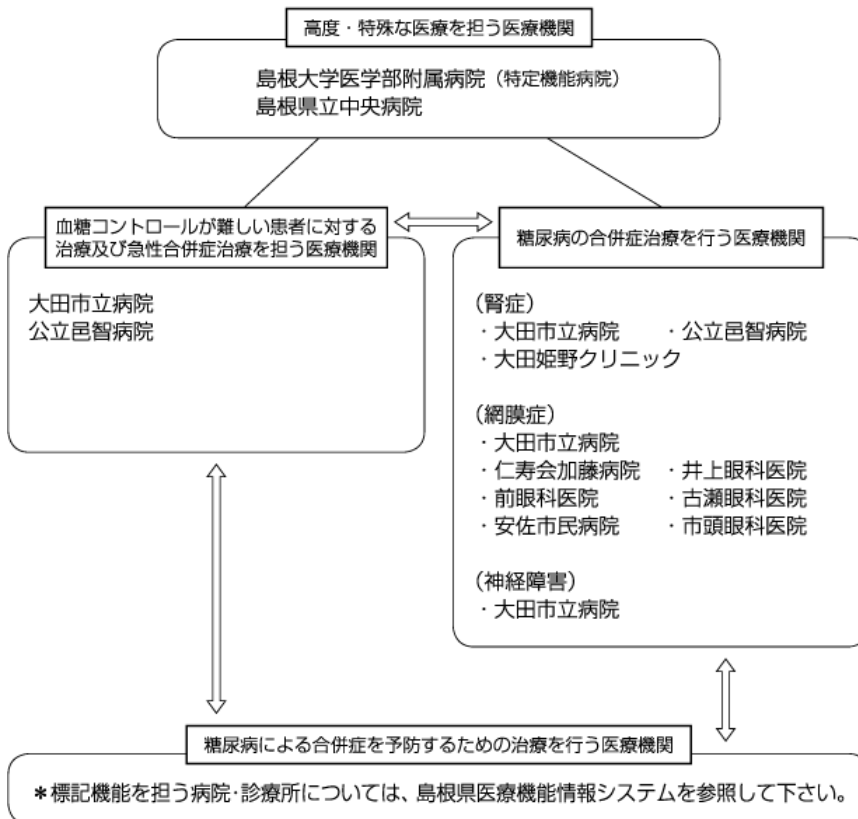 高度・特殊な医療を担う医療機関
島根大学医学部附属病院（特定機能病院）
島根県立中央病院
血糖コントロールが難しい患者に対する
治療及び急性合併症治療を担う医療機関
大田市立病院
公立邑智病院
糖尿病の合併症治療を行う医療機関
（腎症）
・大田市立病院 ・公立邑智病院
・大田姫野クリニック
（網膜症）
・大田市立病院
・仁寿会加藤病院 ・井上眼科医院
・前眼科医院 ・古瀬眼科医院
・安佐市民病院 ・市頭眼科医院
（神経障害）
・大田市立病院
糖尿病による合併症を予防するための治療を行う医療機関
＊標記機能を担う病院・診療所については、島根県医療機能情報システムを参照して下さい。